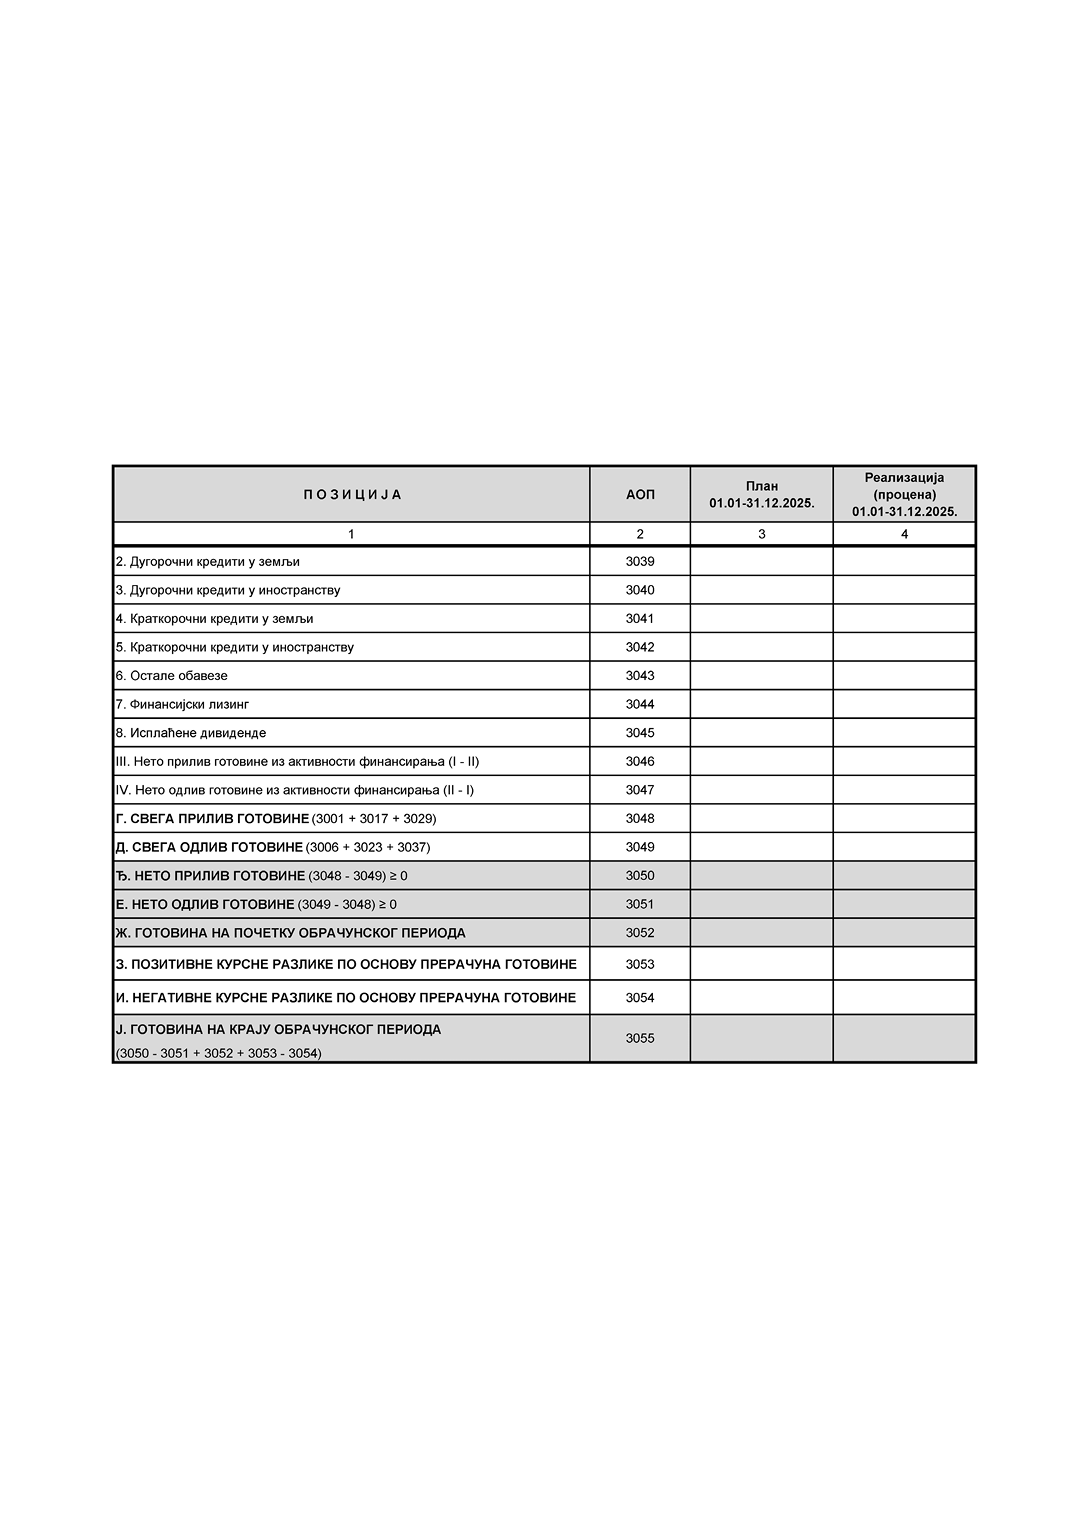 П О З И Ц И Ј А
АОП
План
01.01-31.12.2025.
Реализација
(процена)
01.01-31.12.2025.
1 2 3 4
2. Дугорочни кредити у земљи 3039
3. Дугорочни кредити у иностранству 3040
4. Краткорочни кредити у земљи 3041
5. Краткорочни кредити у иностранству 3042
6. Остале обавезе 3043
7. Финансијски лизинг 3044
8. Исплаћене дивиденде 3045
III. Нето прилив готовине из активности финансирања (I - II) 3046
IV. Нето одлив готовине из активности финансирања (II - I) 3047
Г. СВЕГА ПРИЛИВ ГОТОВИНЕ (3001 + 3017 + 3029) 3048
Д. СВЕГА ОДЛИВ ГОТОВИНЕ (3006 + 3023 + 3037) 3049
Ђ. НЕТО ПРИЛИВ ГОТОВИНЕ (3048 - 3049) ≥ 0 3050
Е. НЕТО ОДЛИВ ГОТОВИНЕ (3049 - 3048) ≥ 0 3051
Ж. ГОТОВИНА НА ПОЧЕТКУ ОБРАЧУНСКОГ ПЕРИОДА 3052
З. ПОЗИТИВНЕ КУРСНЕ РАЗЛИКЕ ПО ОСНОВУ ПРЕРАЧУНА ГОТОВИНЕ 3053
И. НЕГАТИВНЕ КУРСНЕ РАЗЛИКЕ ПО ОСНОВУ ПРЕРАЧУНА ГОТОВИНЕ 3054
Ј. ГОТОВИНА НА КРАЈУ ОБРАЧУНСКОГ ПЕРИОДА
(3050 - 3051 + 3052 + 3053 - 3054)
3055